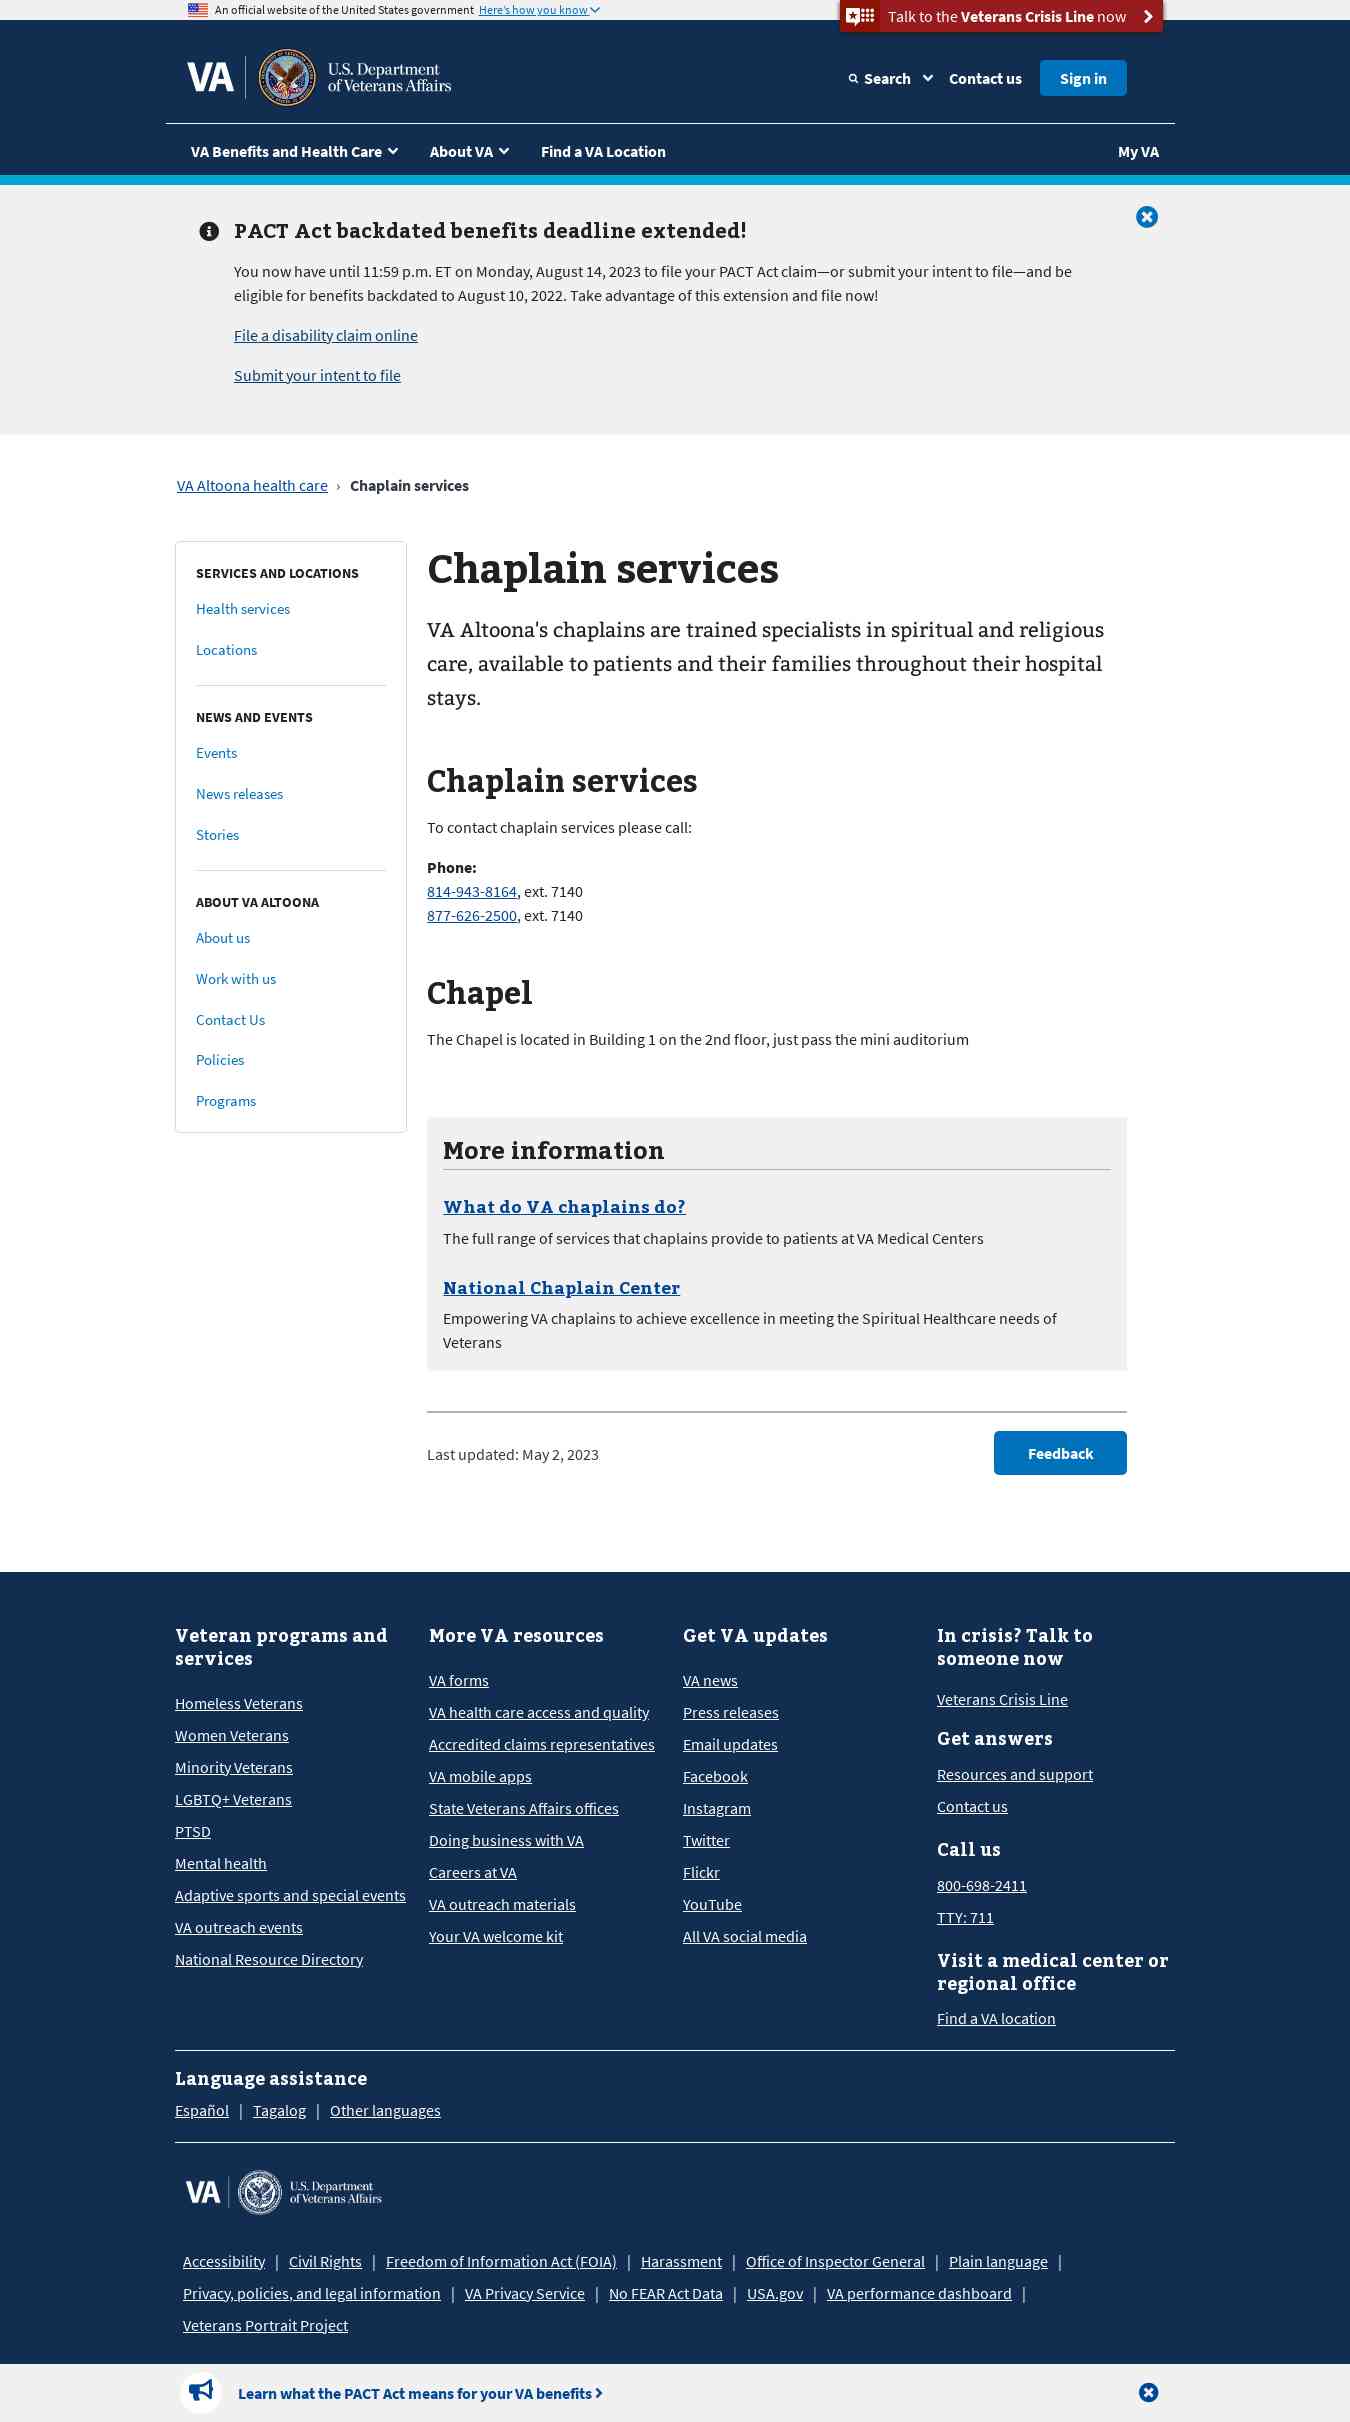 An official website of the United States government Here's how you know
Talk to the Veterans Crisis Line now
VA
U.S. Department
of Veterans Affairs
Search
Contact us
Sign in
VA Benefits and Health Care
About VA
Find a VA Location
My VA
PACT Act backdated benefits deadline extended!
You now have until 11:59 p.m. ET on Monday, August 14, 2023 to file your PACT Act claim—or submit your intent to file—and be
eligible for benefits backdated to August 10, 2022. Take advantage of this extension and file now!
File a disability claim online
Submit your intent to file
VA Altoona health care › Chaplain services
SERVICES AND LOCATIONS
Health services
Locations
NEWS AND EVENTS
Events
News releases
Stories
ABOUT VA ALTOONA
About us
Work with us
Contact Us
Policies
Programs
Chaplain services
VA Altoona's chaplains are trained specialists in spiritual and religious
care, available to patients and their families throughout their hospital
stays.
Chaplain services
To contact chaplain services please call:
Phone:
814-943-8164, ext. 7140
877-626-2500, ext. 7140
Chapel
The Chapel is located in Building 1 on the 2nd floor, just pass the mini auditorium
More information
What do VA chaplains do?
The full range of services that chaplains provide to patients at VA Medical Centers
National Chaplain Center
Empowering VA chaplains to achieve excellence in meeting the Spiritual Healthcare needs of
Veterans
Last updated: May 2, 2023
Feedback
Veteran programs and
services
Homeless Veterans
Women Veterans
Minority Veterans
LGBTQ+ Veterans
PTSD
Mental health
Adaptive sports and special events
VA outreach events
National Resource Directory
More VA resources
VA forms
VA health care access and quality
Accredited claims representatives
VA mobile apps
State Veterans Affairs offices
Doing business with VA
Careers at VA
VA outreach materials
Your VA welcome kit
Get VA updates
VA news
Press releases
Email updates
Facebook
Instagram
Twitter
Flickr
YouTube
All VA social media
In crisis? Talk to
someone now
Veterans Crisis Line
Get answers
Resources and support
Contact us
Call us
800-698-2411
TTY: 711
Visit a medical center or
regional office
Find a VA location
Language assistance
Español | Tagalog | Other languages
VA
U.S. Department
of Veterans Affairs
Accessibility | Civil Rights | Freedom of Information Act (FOIA) | Harassment | Office of Inspector General | Plain language |
Privacy, policies, and legal information | VA Privacy Service | No FEAR Act Data | USA.gov | VA performance dashboard |
Veterans Portrait Project
Learn what the PACT Act means for your VA benefits